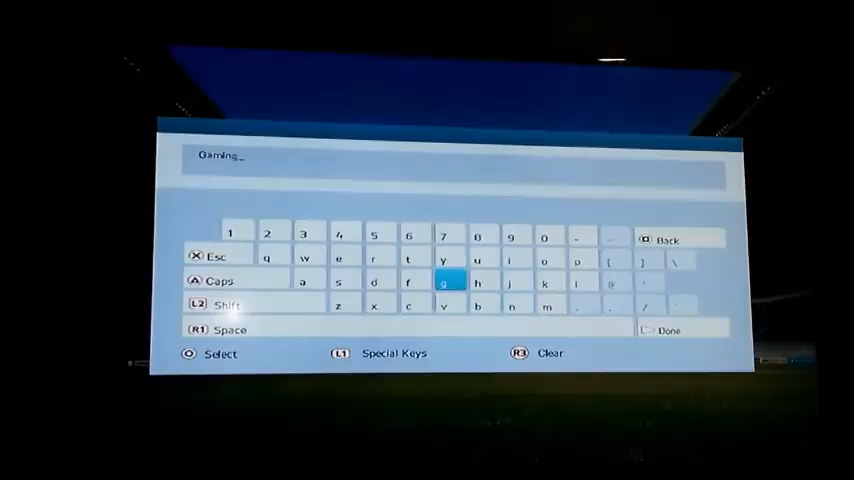 Gaming_
1 2 3 4 5 6 7 8 9 0 - Back
Esc q w e r t y u i o p [ ] \
A Caps a s d f g h j k l @ '
L2 Shift z x c v b n m , . /
R1 Space Done
Select L1 Special Keys R3 Clear